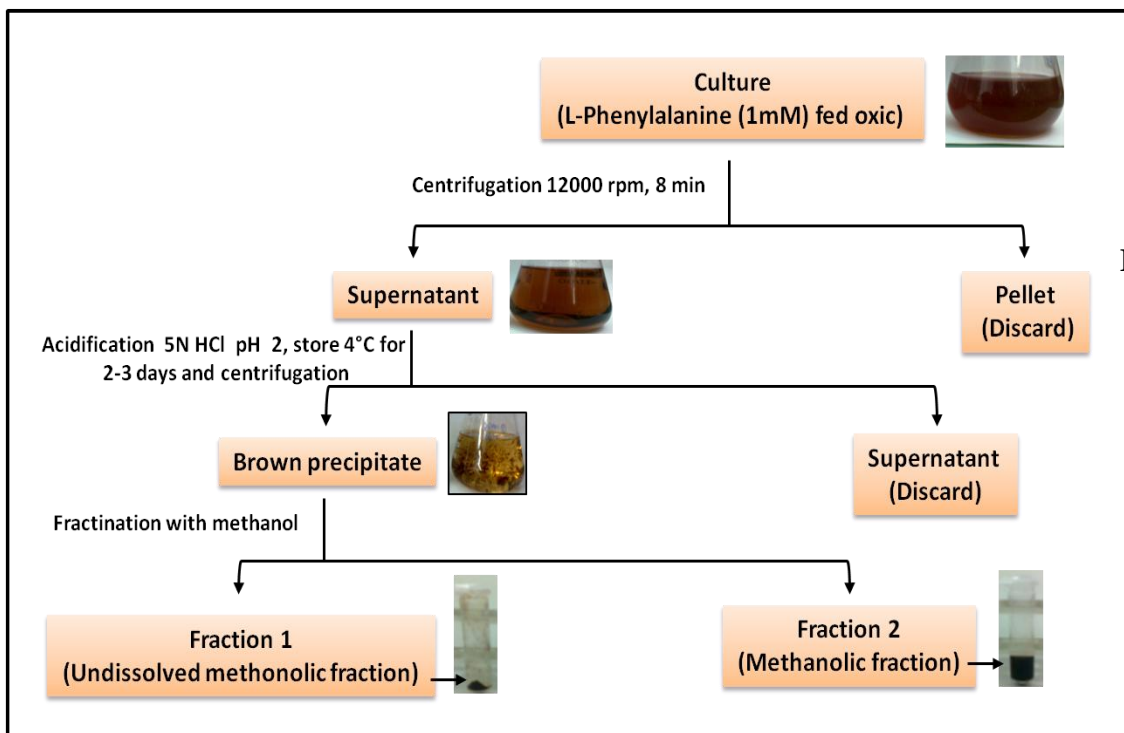 Culture
(L-Phenylalanine (1mM) fed oxic)
Centrifugation 12000 rpm, 8 min
Supernatant
Pellet
(Discard)
Acidification 5N HCl pH 2, store 4°C for
2-3 days and centrifugation
Brown precipitate
Supernatant
(Discard)
Fractination with methanol
Fraction 1
(Undissolved methonolic fraction)
Fraction 2
(Methanolic fraction)